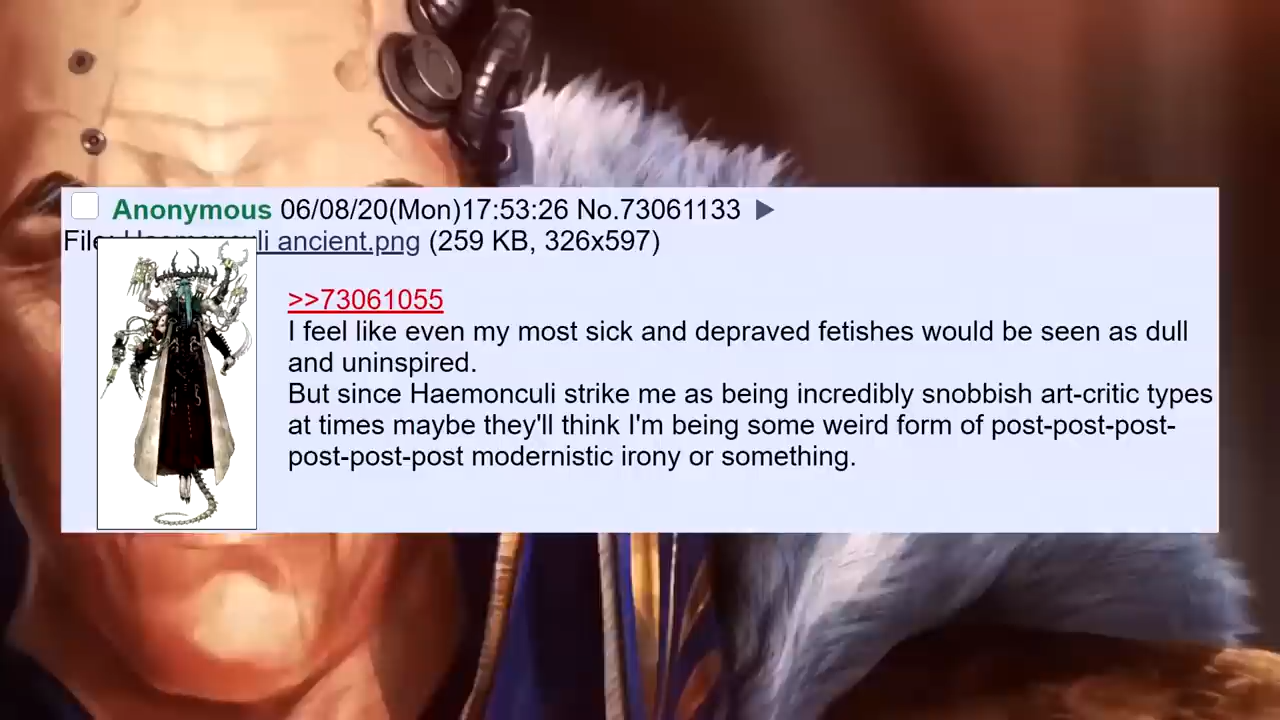 Anonymous 06/08/20(Mon)17:53:26 No.73061133
File: Haemonculi ancient.png (259 KB, 326x597)
>>73061055
I feel like even my most sick and depraved fetishes would be seen as dull
and uninspired.
But since Haemonculi strike me as being incredibly snobbish art-critic types
at times maybe they'll think I'm being some weird form of post-post-post-
post-post-post modernistic irony or something.